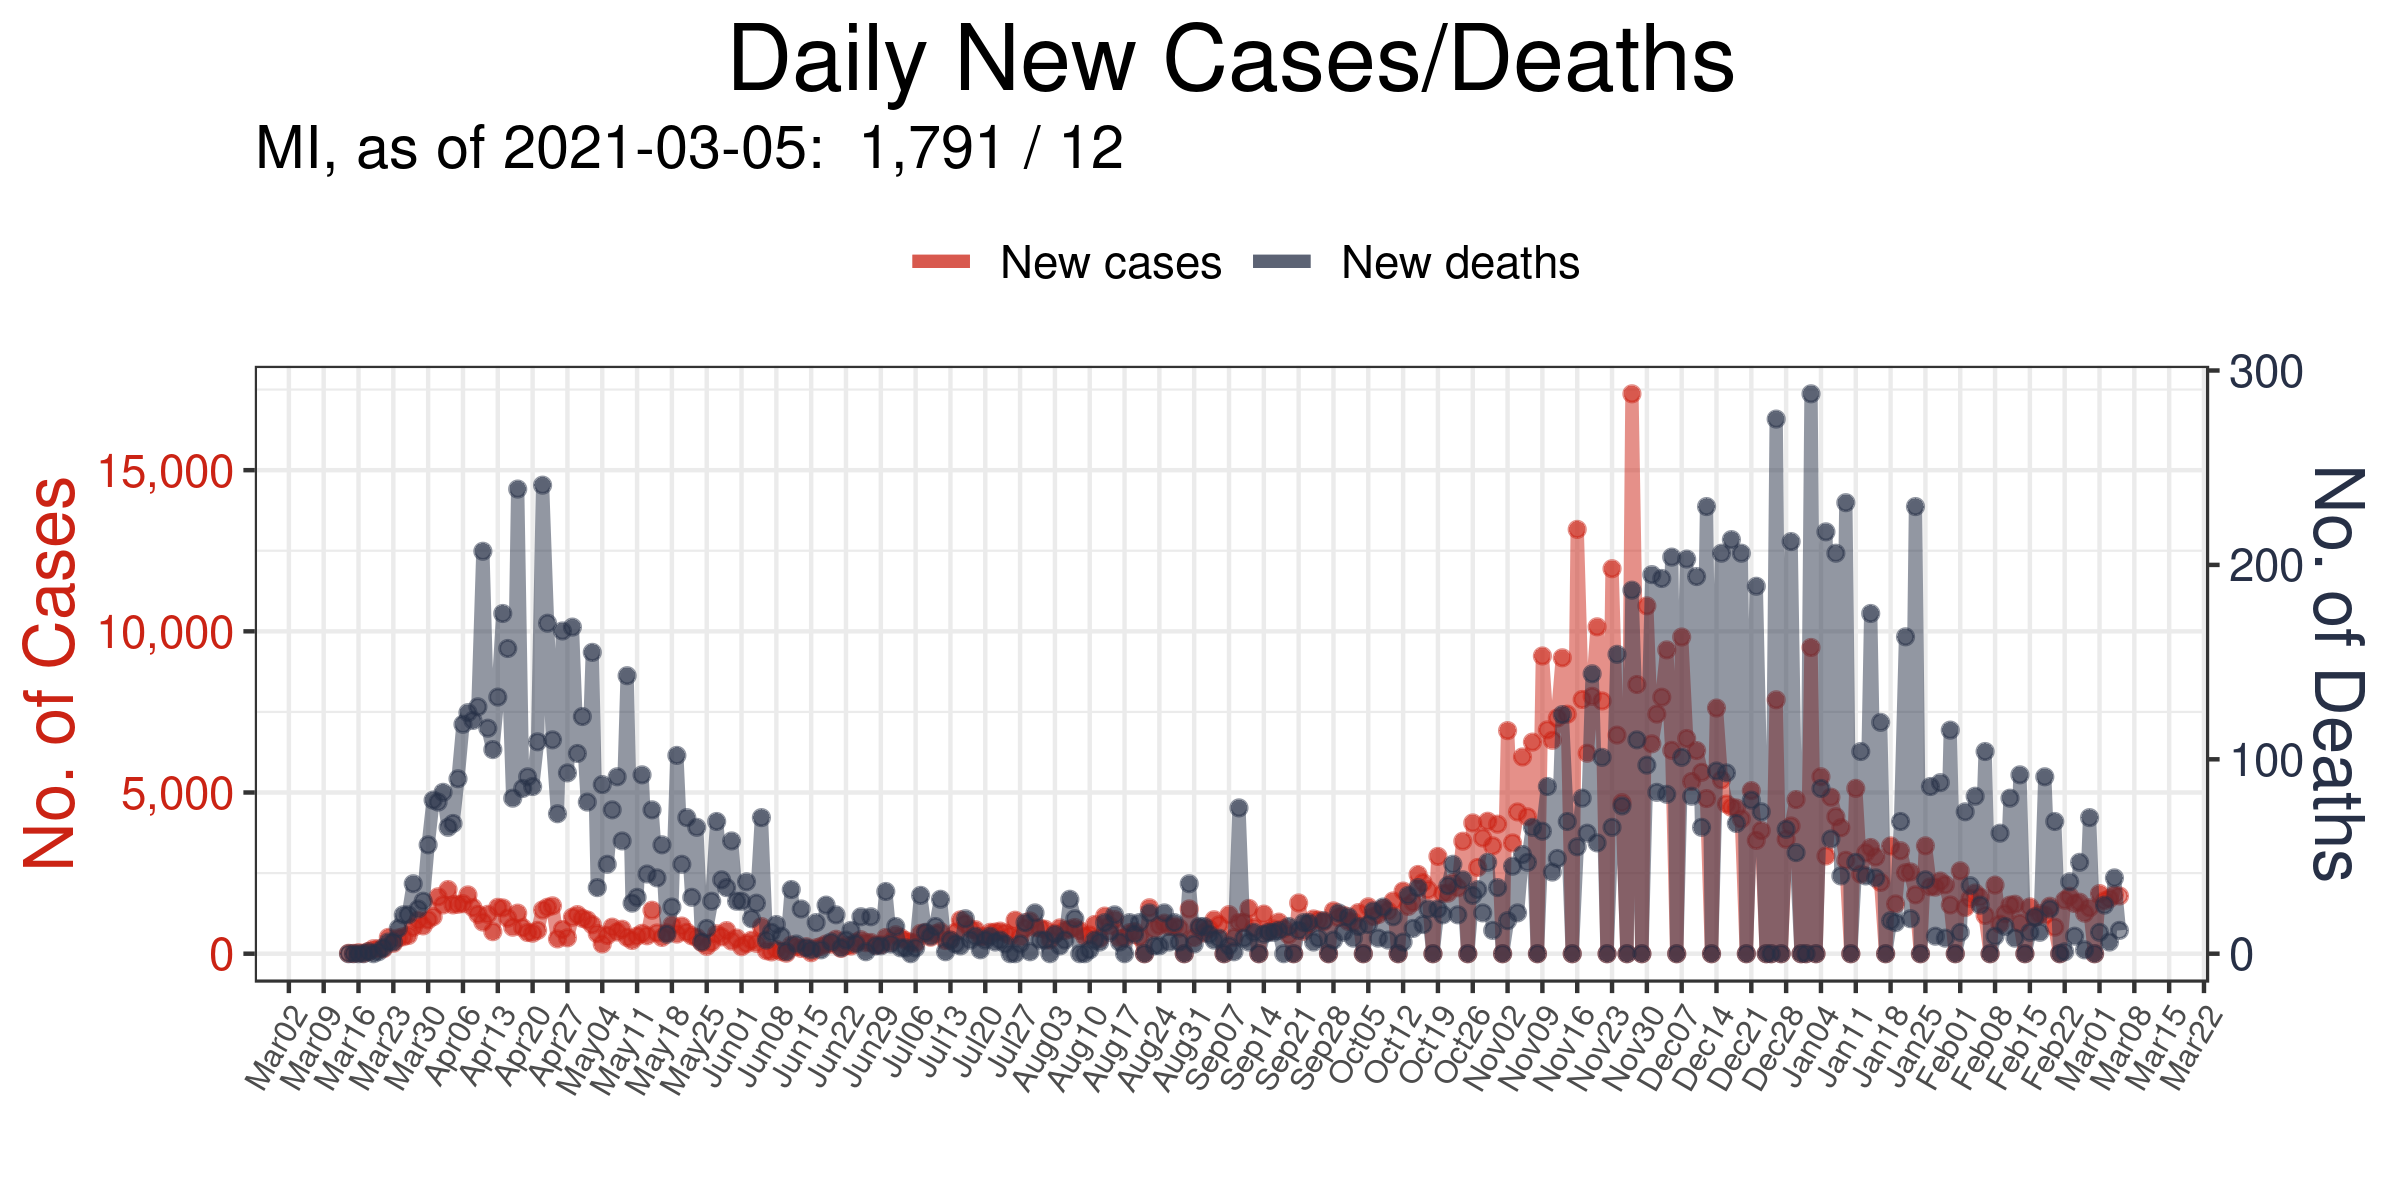 Daily New Cases/Deaths
MI, as of 2021-03-05:  1,791 / 12
New cases
New deaths
No. of Cases
15,000
10,000
5,000
0
300
200
100
0
No. of Deaths
Mar02
Mar09
Mar16
Mar23
Mar30
Apr06
Apr13
Apr20
Apr27
May04
May11
May18
May25
Jun01
Jun08
Jun15
Jun22
Jun29
Jul06
Jul13
Jul20
Jul27
Aug03
Aug10
Aug17
Aug24
Aug31
Sep07
Sep14
Sep21
Sep28
Oct05
Oct12
Oct19
Oct26
Nov02
Nov09
Nov16
Nov23
Nov30
Dec07
Dec14
Dec21
Dec28
Jan04
Jan11
Jan18
Jan25
Feb01
Feb08
Feb15
Feb22
Mar01
Mar08
Mar15
Mar22